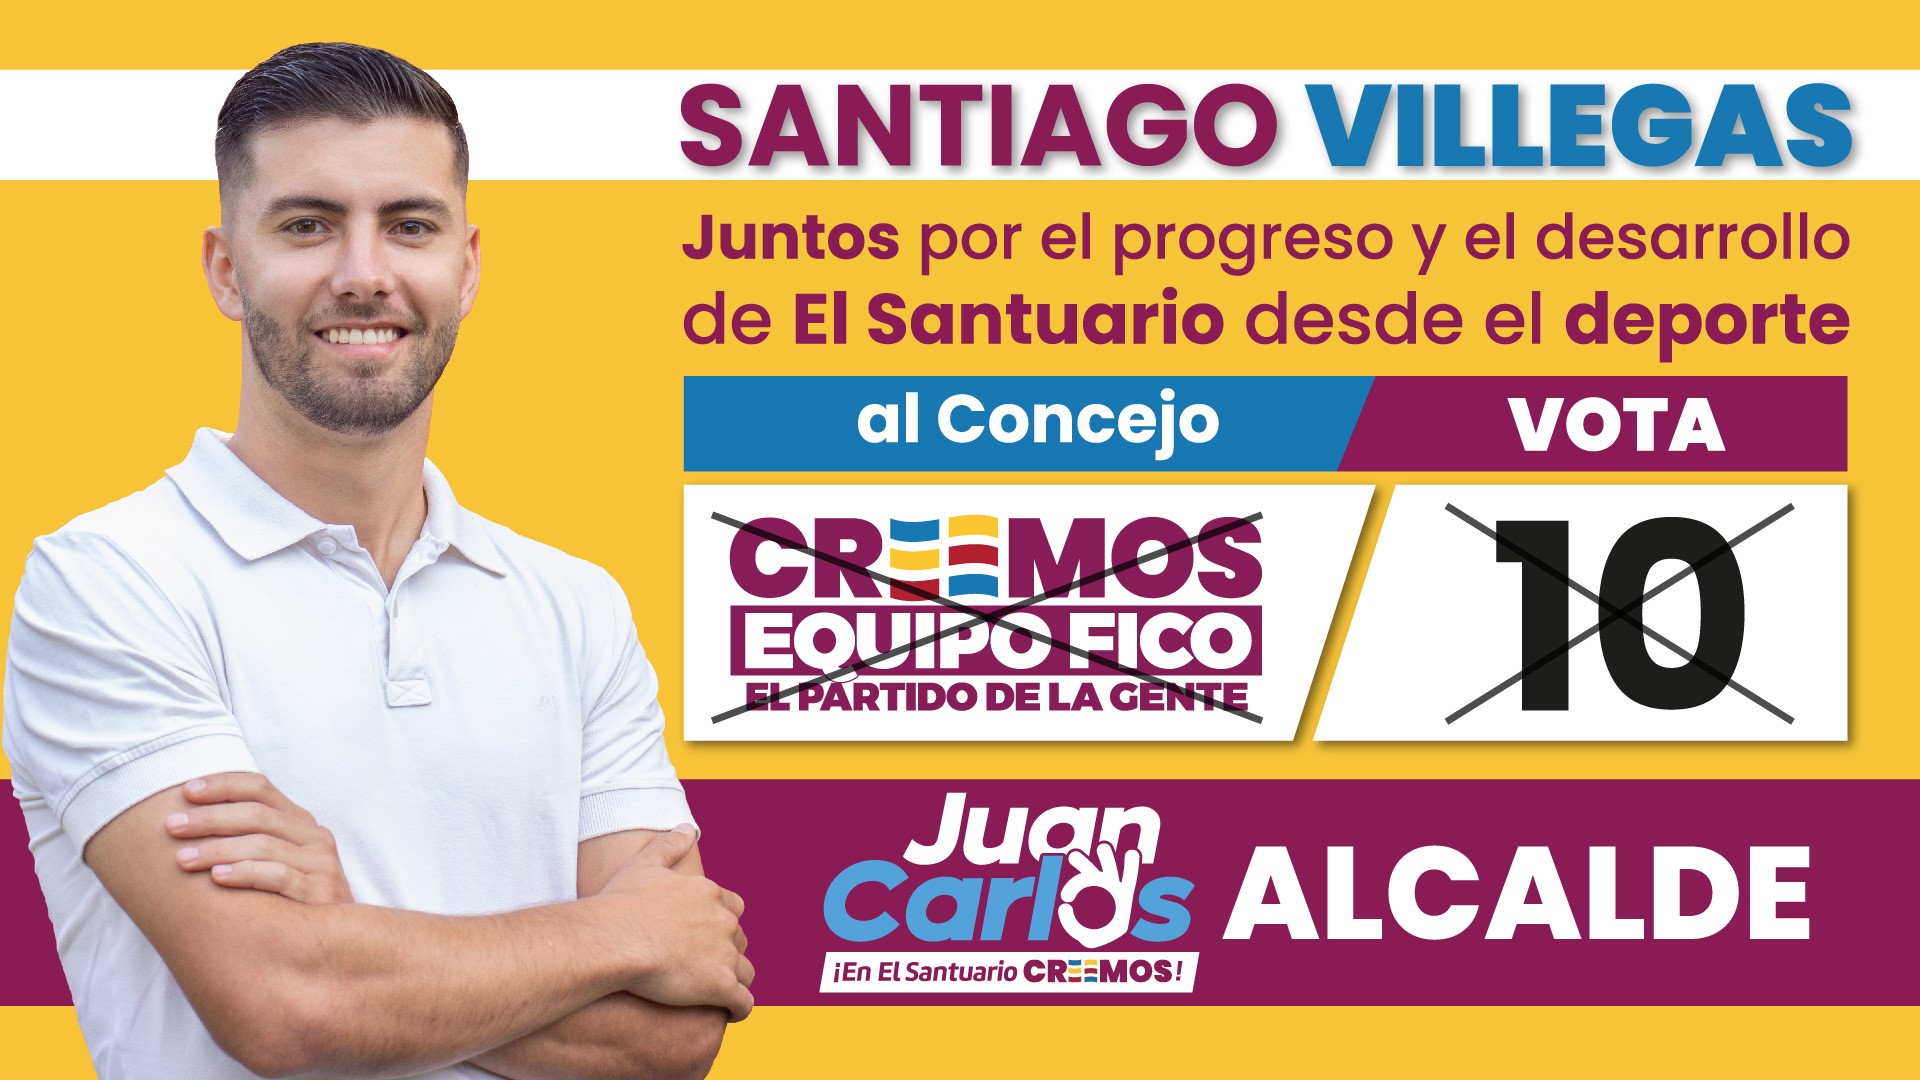 SANTIAGO VILLEGAS
Juntos por el progreso y el desarrollo
de El Santuario desde el deporte
al Concejo
VOTA
CREEMOS
EQUIPO FICO
EL PARTIDO DE LA GENTE
10
Juan
Carlos
ALCALDE
¡En El Santuario CREEMOS!